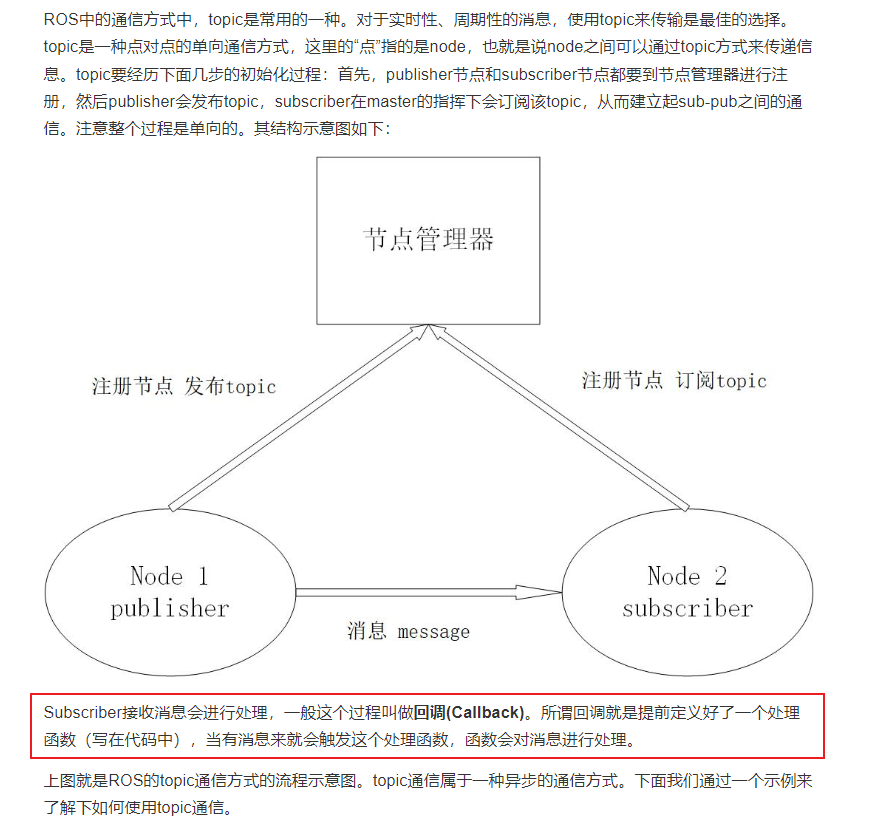 ROS中的通信方式中，topic是常用的一种。对于实时性、周期性的消息，使用topic来传输是最佳的选择。
topic是一种点对点的单向通信方式，这里的“点”指的是node，也就是说node之间可以通过topic方式来传递信
息。topic要经历下面几步的初始化过程：首先，publisher节点和subscriber节点都要到节点管理器进行注
册，然后publisher会发布topic，subscriber在master的指挥下会订阅该topic，从而建立起sub-pub之间的通
信。注意整个过程是单向的。其结构示意图如下：
节点管理器
注册节点 发布topic
注册节点 订阅topic
Node 1
publisher
消息 message
Node 2
subscriber
Subscriber接收消息会进行处理，一般这个过程叫做回调(Callback)。所谓回调就是提前定义好了一个处理
函数（写在代码中），当有消息来就会触发这个处理函数，函数会对消息进行处理。
上图就是ROS的topic通信方式的流程示意图。topic通信属于一种异步的通信方式。下面我们通过一个示例来
了解下如何使用topic通信。